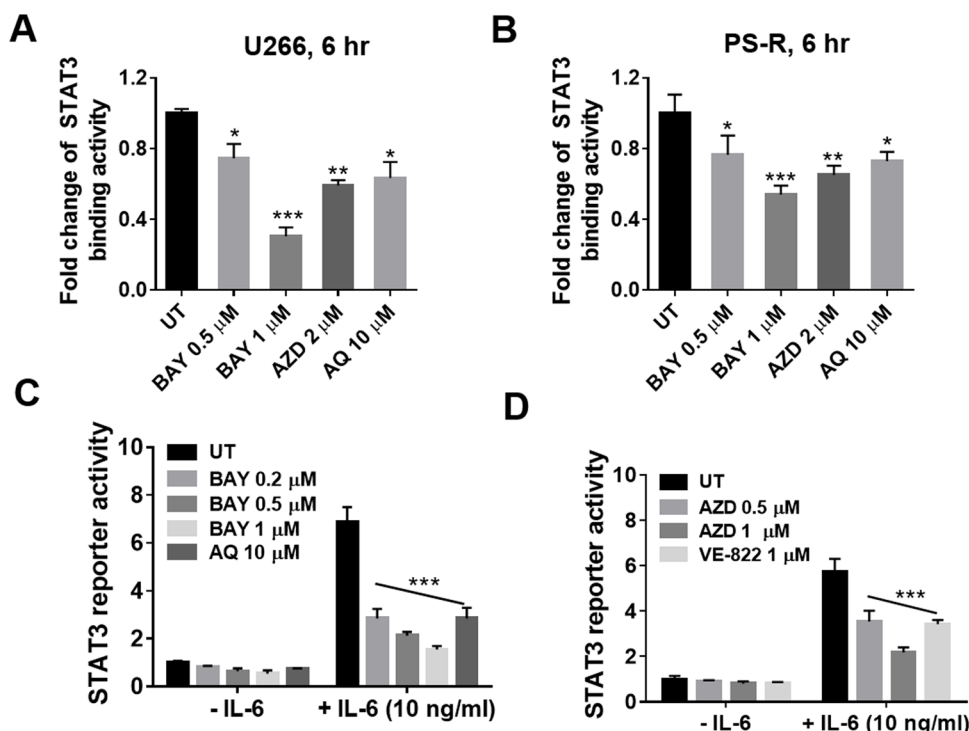 A
U266, 6 hr
Fold change of STAT3
binding activity
1.2
0.8
0.4
0.0
*
***
**
*
UT
BAY 0.5 μM
BAY 1 μM
AZD 2 μM
AQ 10 μM
B
PS-R, 6 hr
Fold change of STAT3
binding activity
1.2
0.8
0.4
0.0
*
***
**
*
UT
BAY 0.5 μM
BAY 1 μM
AZD 2 μM
AQ 10 μM
C
STAT3 reporter activity
10
8
6
4
2
0
UT
BAY 0.2 μM
BAY 0.5 μM
BAY 1 μM
AQ 10 μM
***
- IL-6
+ IL-6 (10 ng/ml)
D
STAT3 reporter activity
10
8
6
4
2
0
UT
AZD 0.5 μM
AZD 1 μM
VE-822 1 μM
***
- IL-6
+ IL-6 (10 ng/ml)